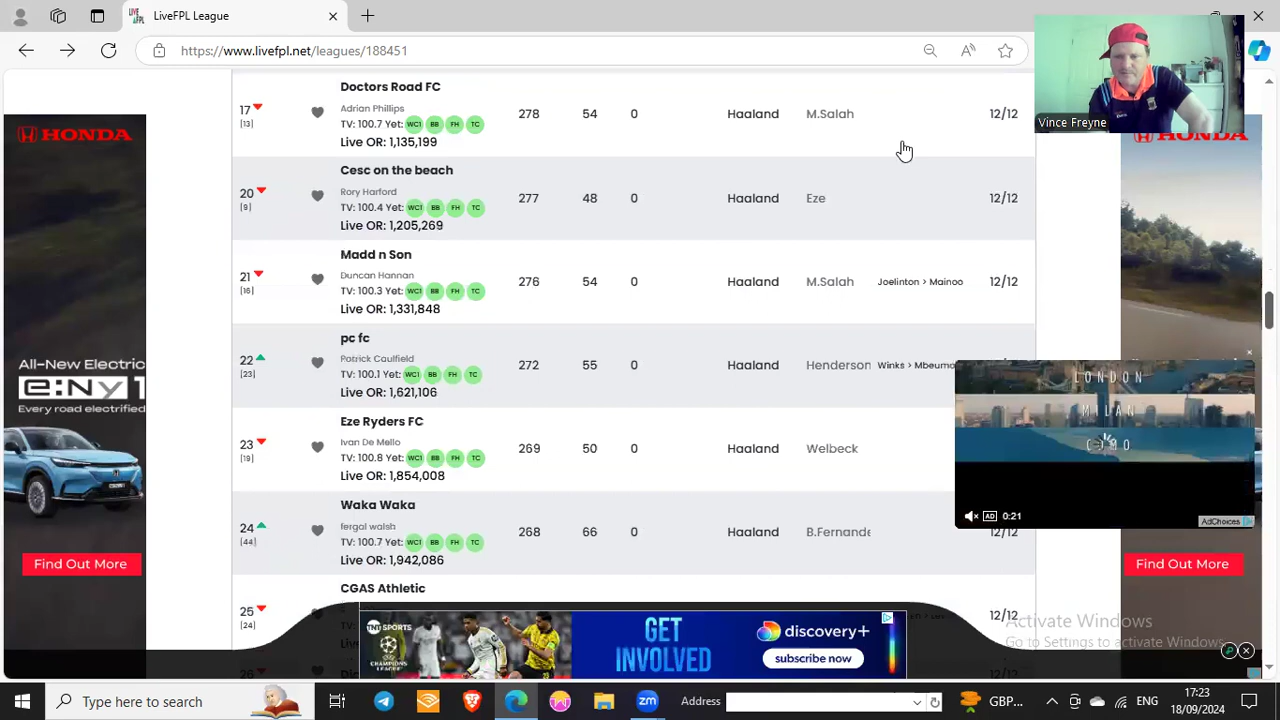 LiveFPL League
https://www.livefpl.net/leagues/188451
Vince Freyne
HONDA
HONDA
All-New Electric
e:Ny1
Every road electrified
Find Out More
Find Out More
Doctors Road FC
17 Adrian Phillips 278 54 0 Haaland M.Salah 12/12
[13] TV: 100.7 Yet: WC1 BB FH TC
Live OR: 1,135,199
Cesc on the beach
20 Rory Harford 277 48 0 Haaland Eze 12/12
[9] TV: 100.4 Yet: WC1 BB FH TC
Live OR: 1,205,269
Madd n Son
21 Duncan Hannan 276 54 0 Haaland M.Salah Joelinton > Mainoo 12/12
[16] TV: 100.3 Yet: WC1 BB FH TC
Live OR: 1,331,848
pc fc
22 Patrick Caulfield 272 55 0 Haaland Henderson Winks > Mbeumo
[23] TV: 100.1 Yet: WC1 BB FH TC
Live OR: 1,621,106
Eze Ryders FC
23 Ivan De Mello 269 50 0 Haaland Welbeck
[19] TV: 100.8 Yet: WC1 BB FH TC
Live OR: 1,854,008
Waka Waka
24 fergal walsh 268 66 0 Haaland B.Fernande 12/12
[44] TV: 100.7 Yet: WC1 BB FH TC
Live OR: 1,942,086
CGAS Athletic
25 12/12
[24]
LONDON
MILAN
COMO
AD 0:21
AdChoices
TNT SPORTS
CHAMPIONS
LEAGUE
GET
INVOLVED
discovery+
subscribe now
Activate Windows
Go to Settings to activate Windows.
Type here to search
zm
Address
GBP...
ENG
17:23
18/09/2024